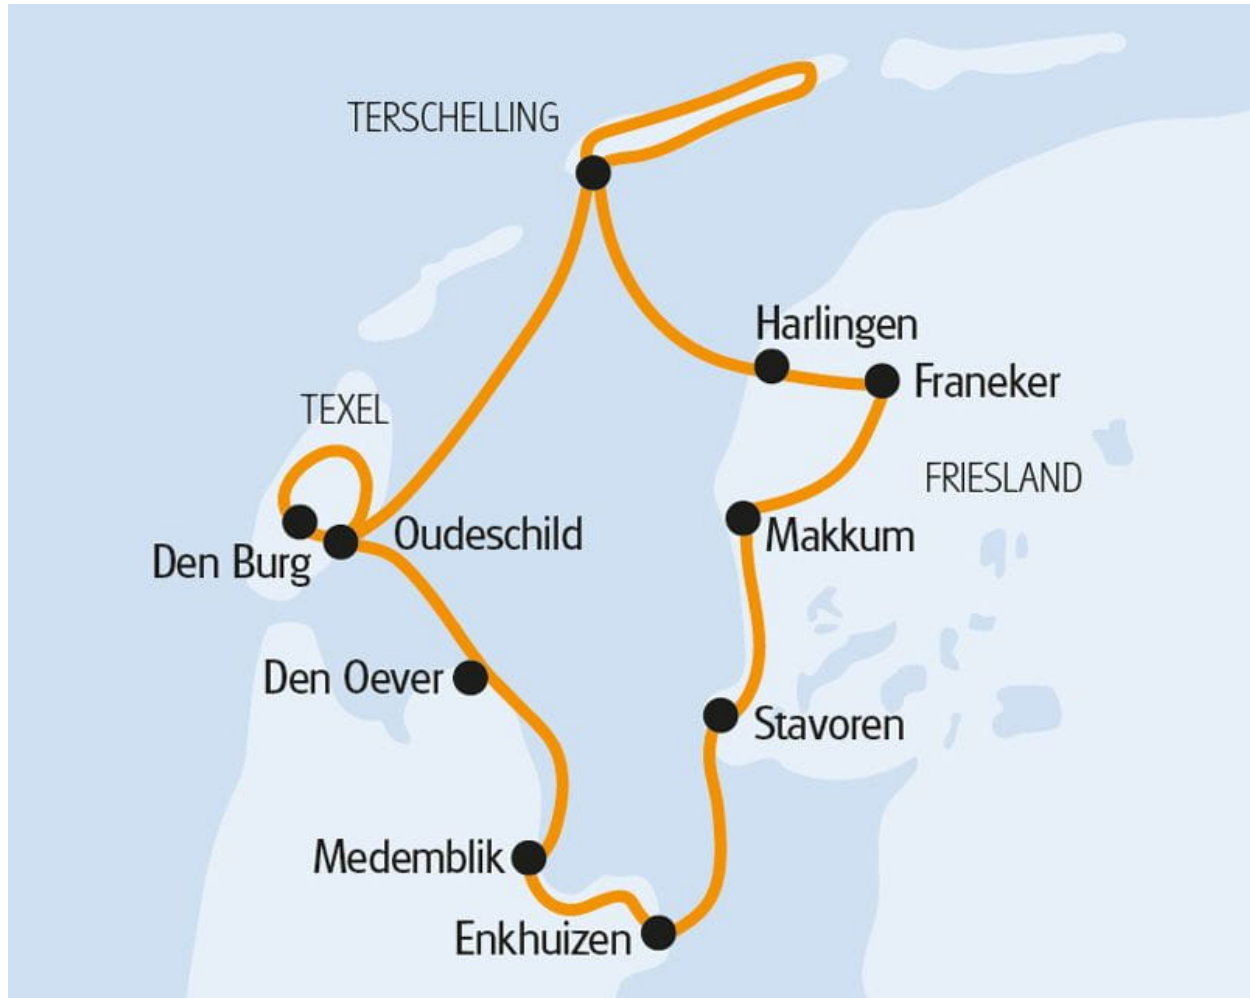 TERSCHELLING
Harlingen
Franeker
TEXEL
FRIESLAND
Oudeschild
Makkum
Den Burg
Den Oever
Stavoren
Medemblik
Enkhuizen